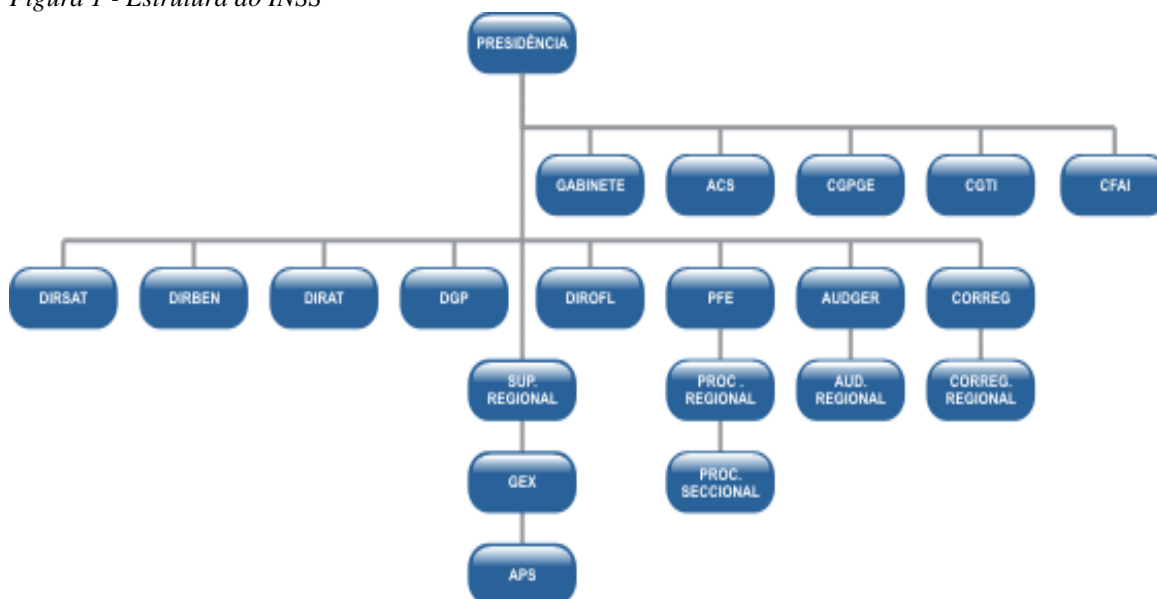 Figura 1 - Estrutura do INSS
PRESIDÊNCIA
GABINETE
ACS
CGPGE
CGTI
CFAI
DIRSAT
DIRBEN
DIRAT
DGP
DIROFL
PFE
AUDGER
CORREG
SUP.
REGIONAL
PROC .
REGIONAL
AUD.
REGIONAL
CORREG.
REGIONAL
GEX
PROC.
SECCIONAL
APS